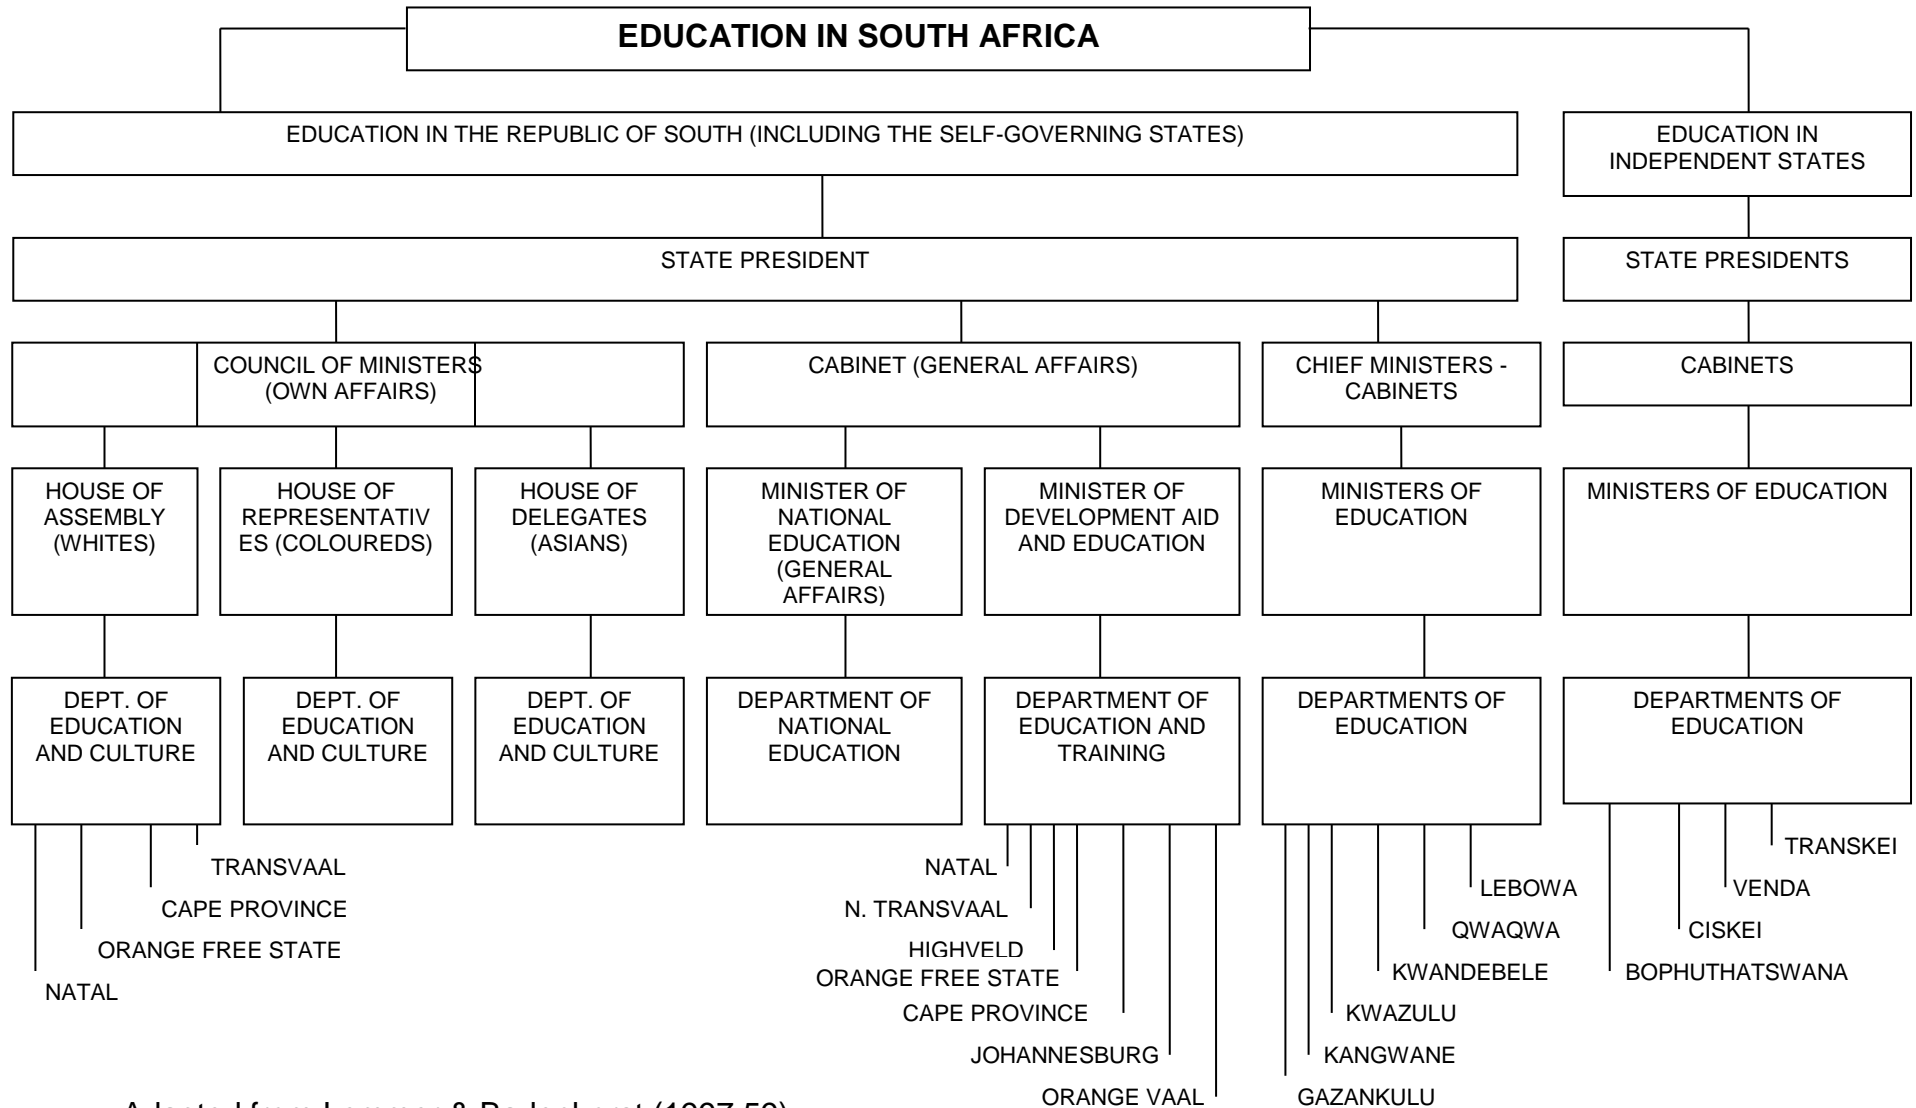 EDUCATION IN SOUTH AFRICA
EDUCATION IN THE REPUBLIC OF SOUTH (INCLUDING THE SELF-GOVERNING STATES)
EDUCATION IN
INDEPENDENT STATES
STATE PRESIDENT
STATE PRESIDENTS
COUNCIL OF MINISTERS
(OWN AFFAIRS)
CABINET (GENERAL AFFAIRS)
CHIEF MINISTERS -
CABINETS
CABINETS
HOUSE OF
ASSEMBLY
(WHITES)
HOUSE OF
REPRESENTATIV
ES (COLOUREDS)
HOUSE OF
DELEGATES
(ASIANS)
MINISTER OF
NATIONAL
EDUCATION
(GENERAL
AFFAIRS)
MINISTER OF
DEVELOPMENT AID
AND EDUCATION
MINISTERS OF
EDUCATION
MINISTERS OF EDUCATION
DEPT. OF
EDUCATION
AND CULTURE
DEPT. OF
EDUCATION
AND CULTURE
DEPT. OF
EDUCATION
AND CULTURE
DEPARTMENT OF
NATIONAL
EDUCATION
DEPARTMENT OF
EDUCATION AND
TRAINING
DEPARTMENTS OF
EDUCATION
DEPARTMENTS OF
EDUCATION
TRANSVAAL
CAPE PROVINCE
ORANGE FREE STATE
NATAL
NATAL
N. TRANSVAAL
HIGHVELD
ORANGE FREE STATE
CAPE PROVINCE
JOHANNESBURG
ORANGE VAAL
LEBOWA
QWAQWA
KWANDEBELE
KWAZULU
KANGWANE
GAZANKULU
TRANSKEI
VENDA
CISKEI
BOPHUTHATSWANA